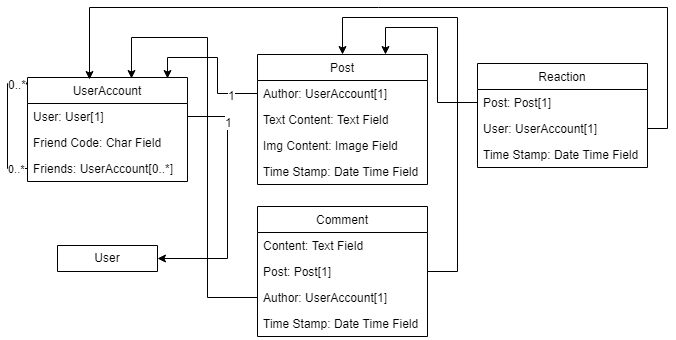 UserAccount
User: User[1]
Friend Code: Char Field
Friends: UserAccount[0..*]
0..*
0..*
1
1
User
Post
Author: UserAccount[1]
Text Content: Text Field
Img Content: Image Field
Time Stamp: Date Time Field
Comment
Content: Text Field
Post: Post[1]
Author: UserAccount[1]
Time Stamp: Date Time Field
Reaction
Post: Post[1]
User: UserAccount[1]
Time Stamp: Date Time Field